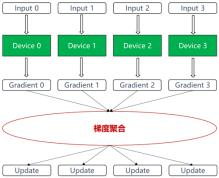 Input 0 Input 1 Input 2 Input 3
Device 0 Device 1 Device 2 Device 3
Gradient 0 Gradient 1 Gradient 2 Gradient 3
梯度聚合
Update Update Update Update